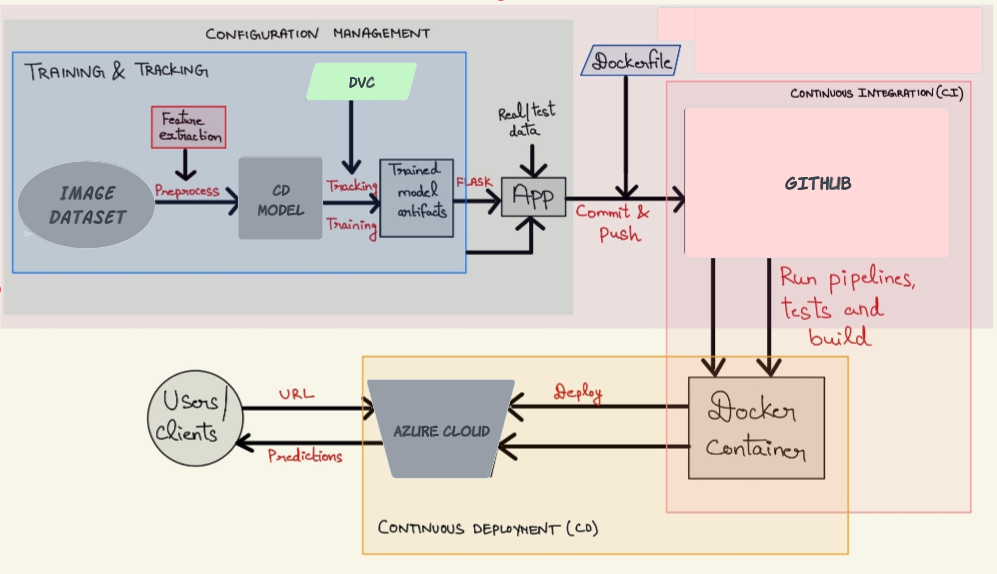 CONFIGURATION MANAGEMENT
TRAINING & TRACKING
DVC
Dockerfile
CONTINUOUS INTEGRATION (CI)
Feature
extraction
Real/test
data
IMAGE
DATASET
Preprocess
CD
MODEL
Tracking
Training
Trained
model
artifacts
FLASK
APP
Commit &
push
GITHUB
Run pipelines,
tests and
build
Users/
clients
URL
Predictions
AZURE CLOUD
Deploy
Docker
Container
CONTINUOUS DEPLOYMENT (CD)